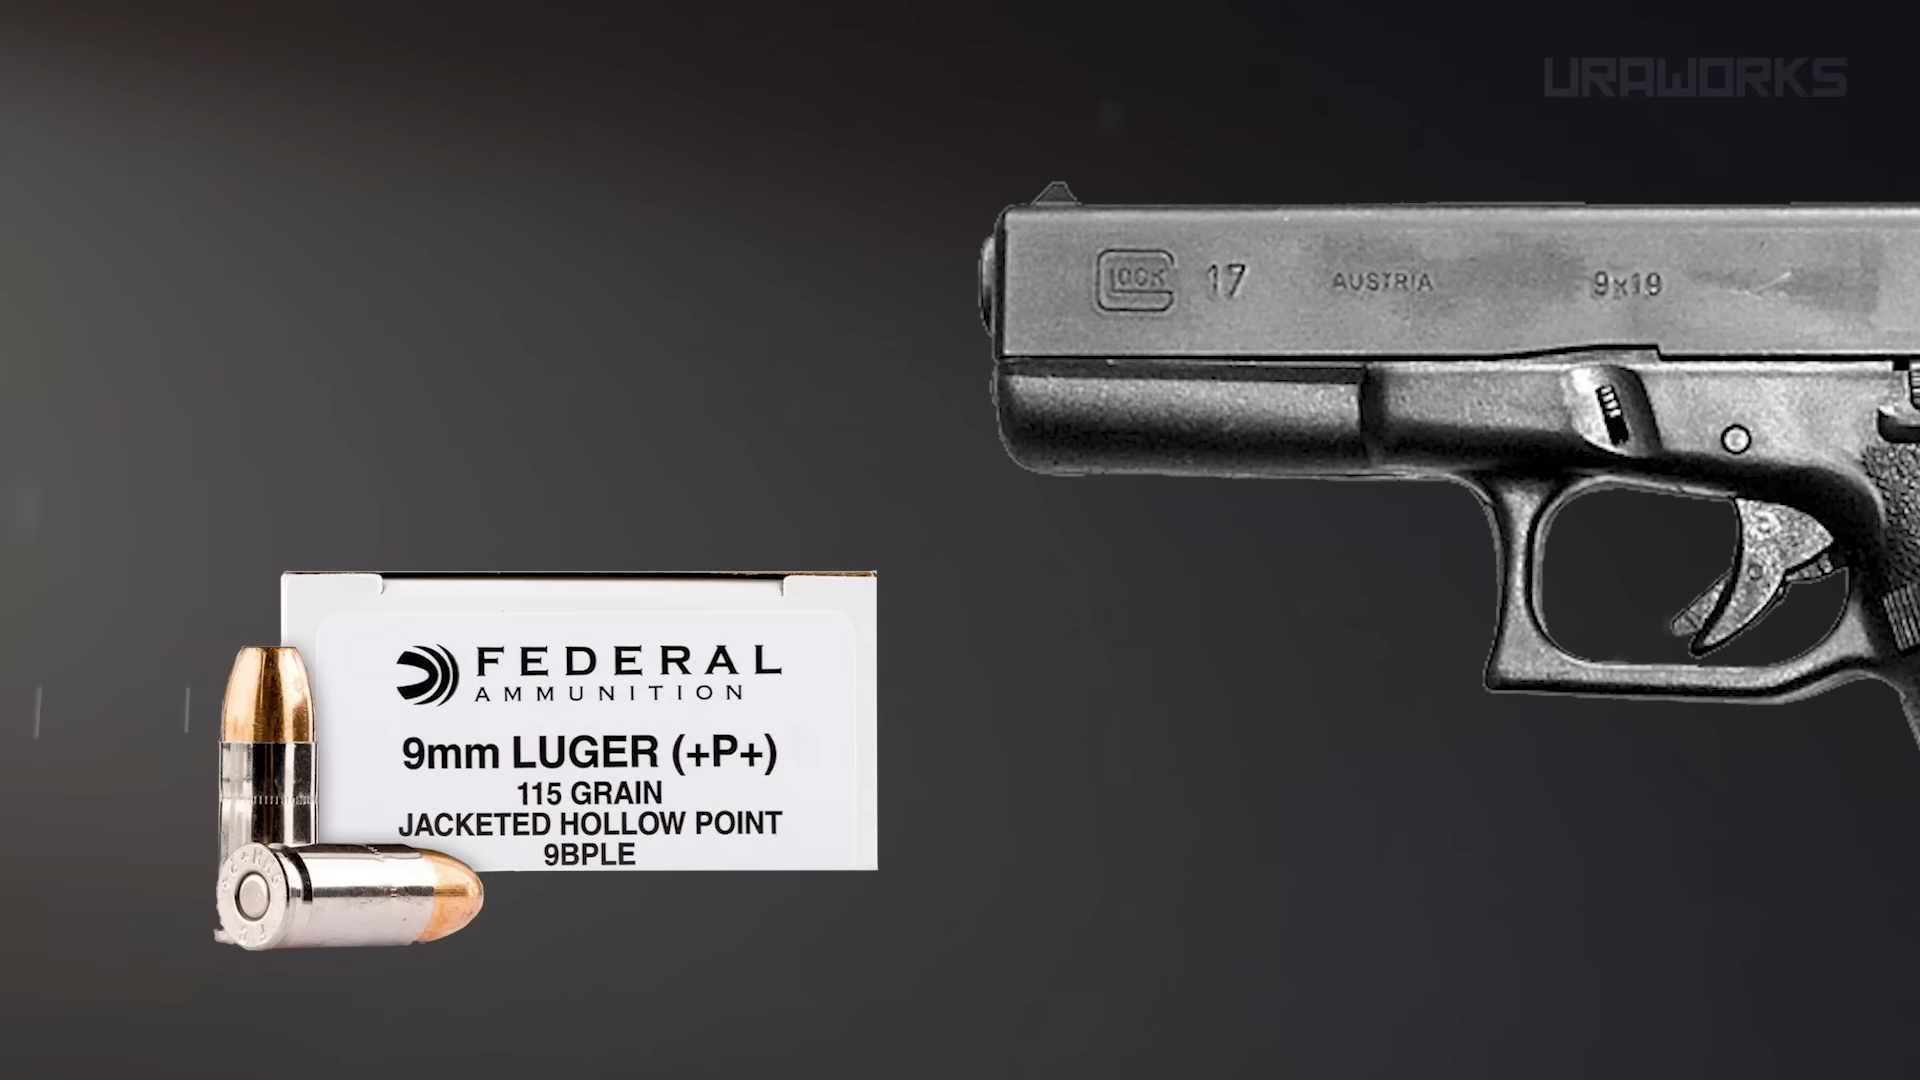 URAWORKS
GLOCK 17 AUSTRIA 9x19
FEDERAL
AMMUNITION
9mm LUGER (+P+)
115 GRAIN
JACKETED HOLLOW POINT
9BPLE